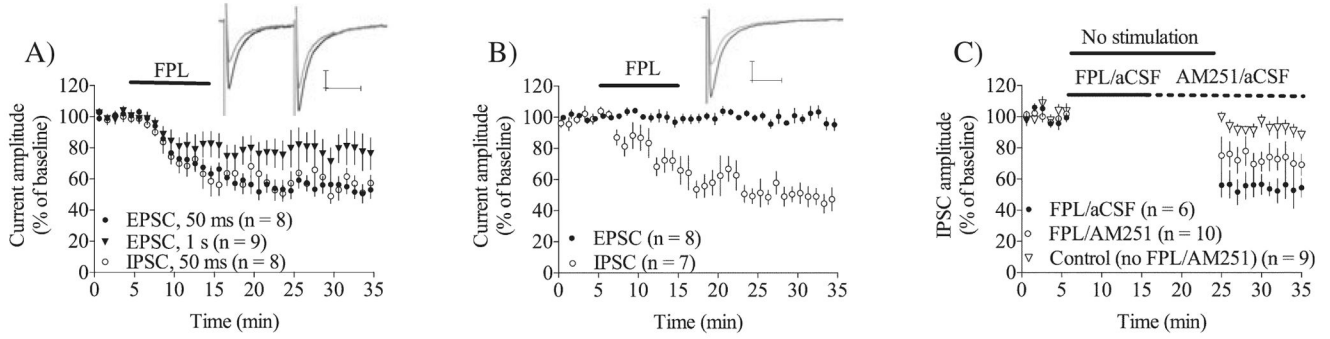 A)
FPL
Current amplitude
(% of baseline)
120
100
80
60
40
20
0
EPSC, 50 ms (n = 8)
EPSC, 1 s (n = 9)
IPSC, 50 ms (n = 8)
0 5 10 15 20 25 30 35
Time (min)
B)
FPL
Current amplitude
(% of baseline)
120
100
80
60
40
20
0
EPSC (n = 8)
IPSC (n = 7)
0 5 10 15 20 25 30 35
Time (min)
C)
No stimulation
FPL/aCSF AM251/aCSF
IPSC amplitude
(% of baseline)
120
100
80
60
40
20
0
FPL/aCSF (n = 6)
FPL/AM251 (n = 10)
Control (no FPL/AM251) (n = 9)
0 5 10 15 20 25 30 35
Time (min)